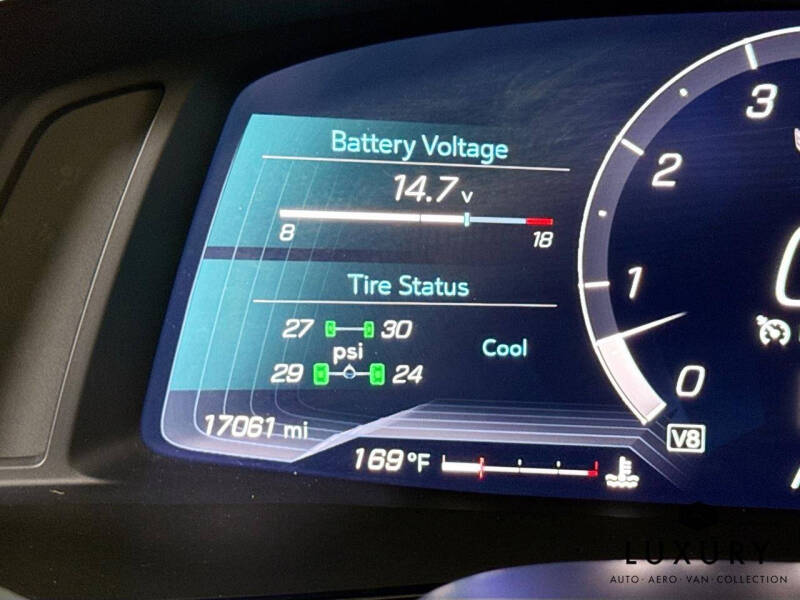 Battery Voltage
14.7 v
8
18
Tire Status
27 30
psi
Cool
29 24
17061 mi
169 °F
3
2
1
0
V8
LUXURY
AUTO · AERO · VAN · COLLECTION